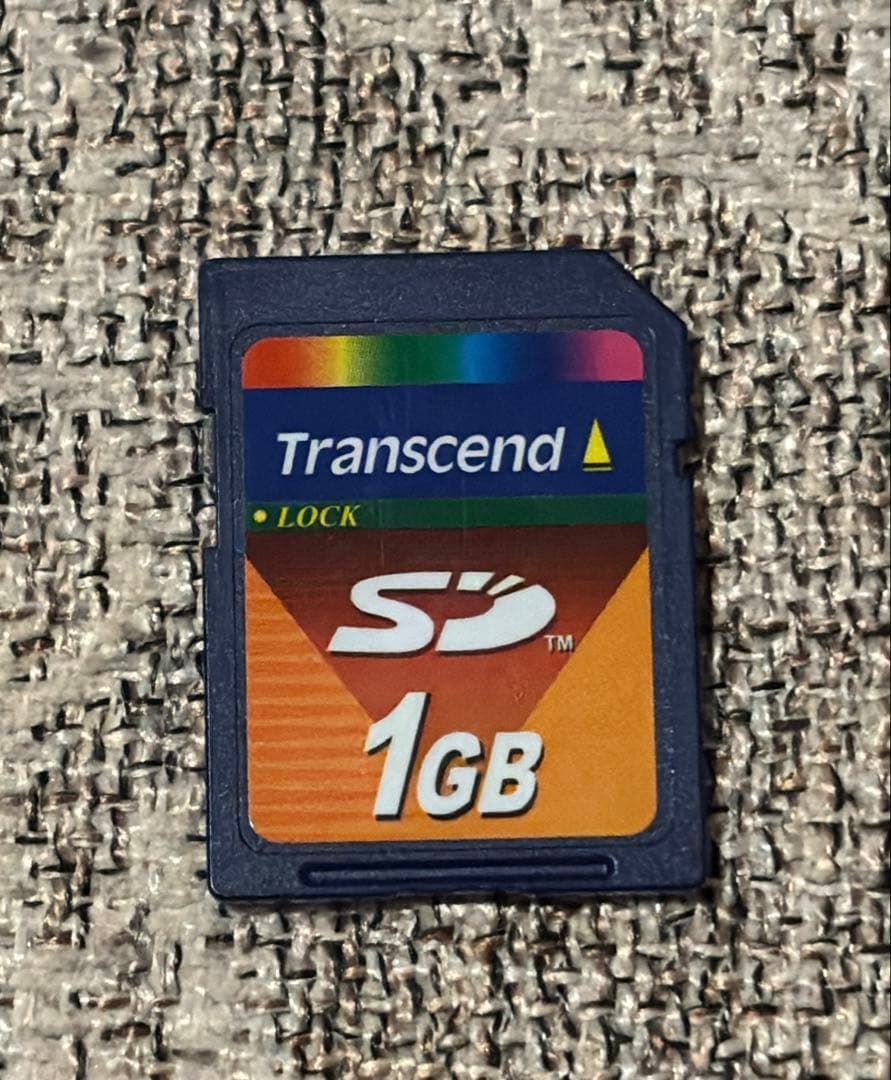 Transcend
• LOCK
SD™
1GB